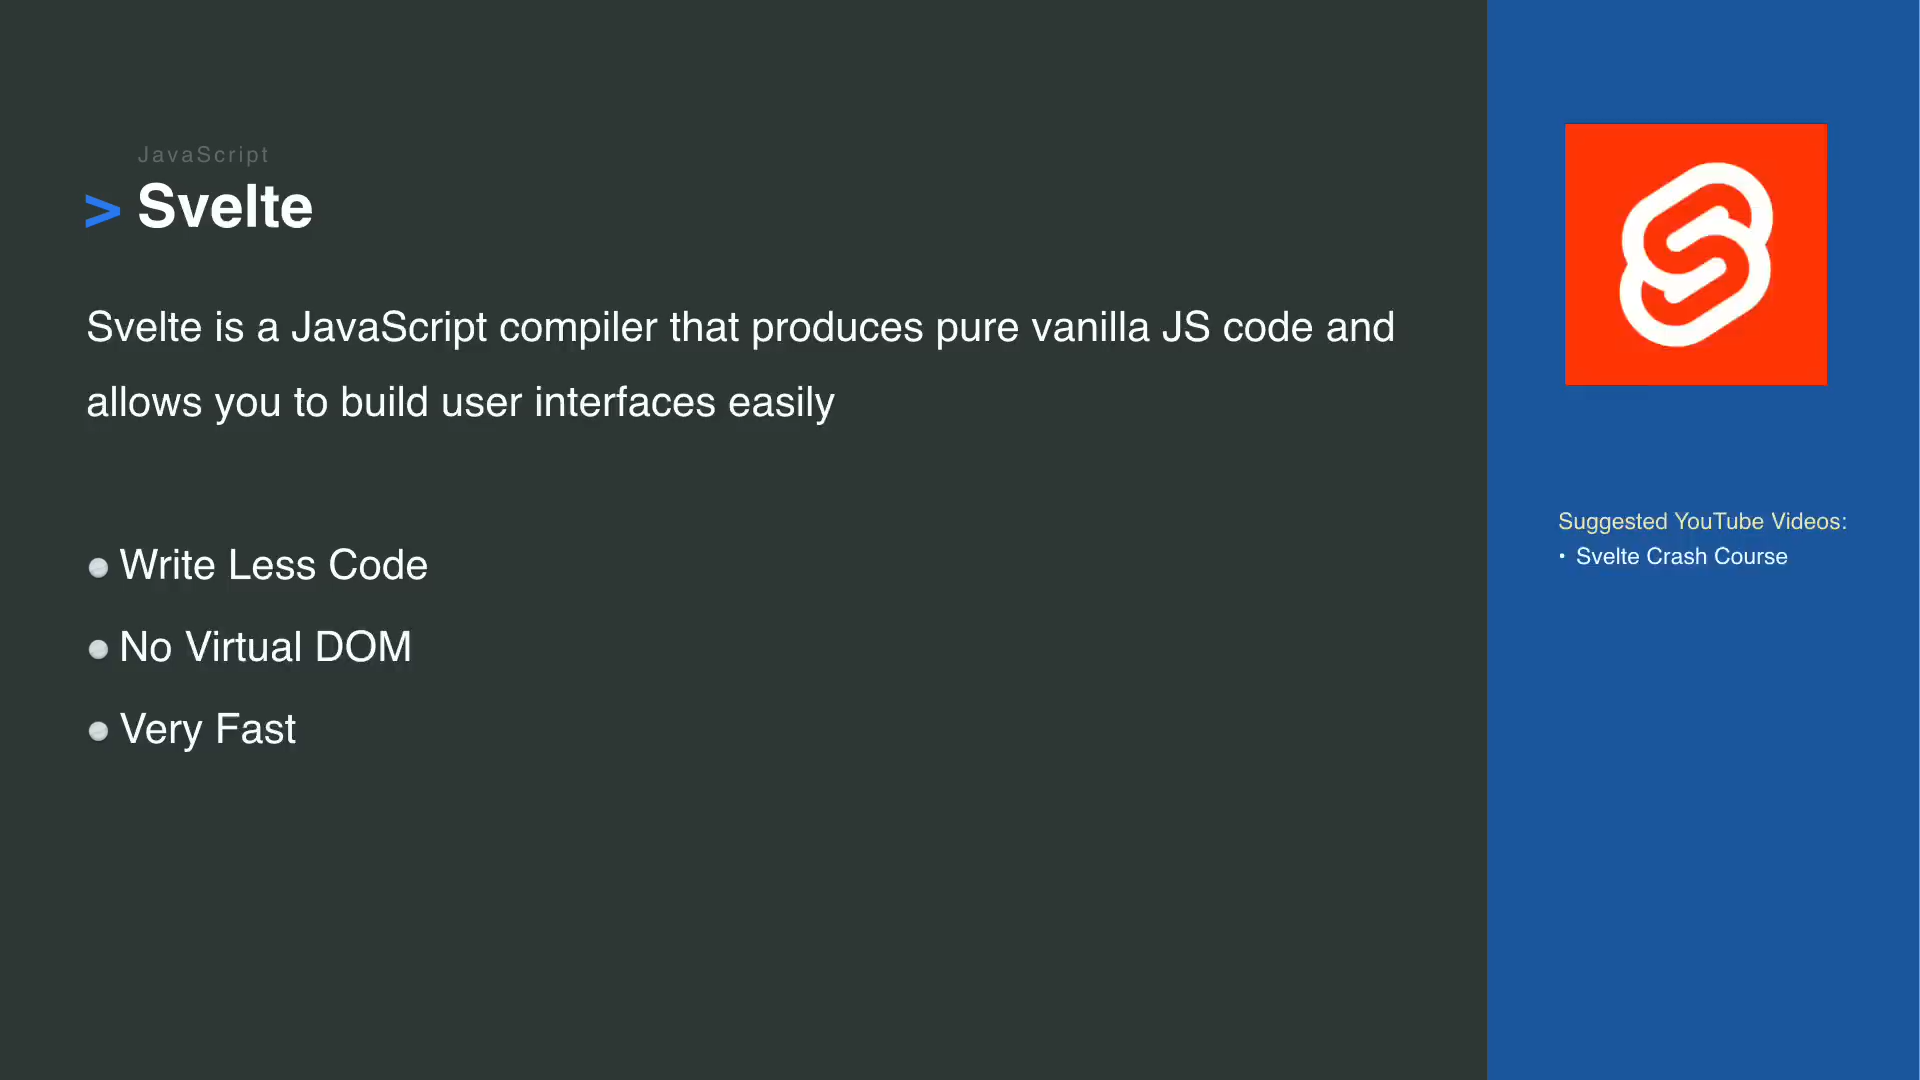 JavaScript
> Svelte
Svelte is a JavaScript compiler that produces pure vanilla JS code and
allows you to build user interfaces easily
Write Less Code
No Virtual DOM
Very Fast
Suggested YouTube Videos:
• Svelte Crash Course